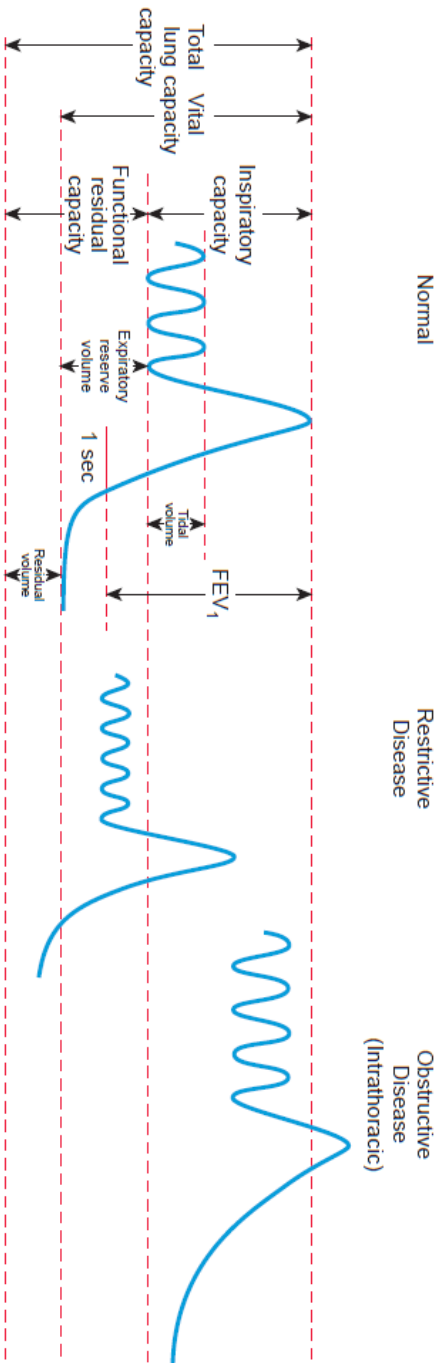 Normal
Restrictive
Disease
Obstructive
Disease
(Intrathoracic)
Total
lung capacity
capacity
Vital
Inspiratory
capacity
Functional
residual
capacity
Expiratory
reserve
volume
1 sec
Tidal
volume
FEV1
Residual
volume